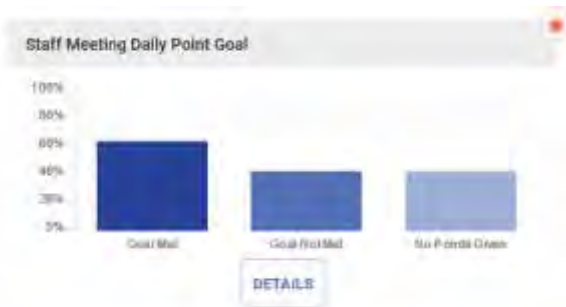 Staff Meeting Daily Point Goal
100%
80%
60%
40%
20%
0%
Goal Met
Goal Not Met
No Points Given
DETAILS